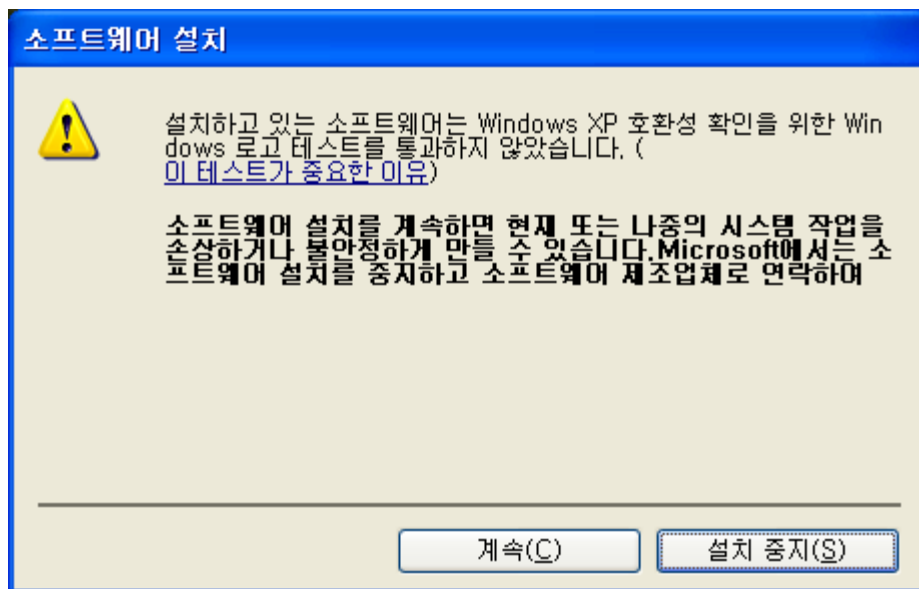 소프트웨어 설치
설치하고 있는 소프트웨어는 Windows XP 호환성 확인을 위한 Win
dows 로고 테스트를 통과하지 않았습니다. (
이 테스트가 중요한 이유)
소프트웨어 설치를 계속하면 현재 또는 나중의 시스템 작업을
손상하거나 불안정하게 만들 수 있습니다.Microsoft에서는 소
프트웨어 설치를 중지하고 소프트웨어 제조업체로 연락하여
계속(C)
설치 중지(S)